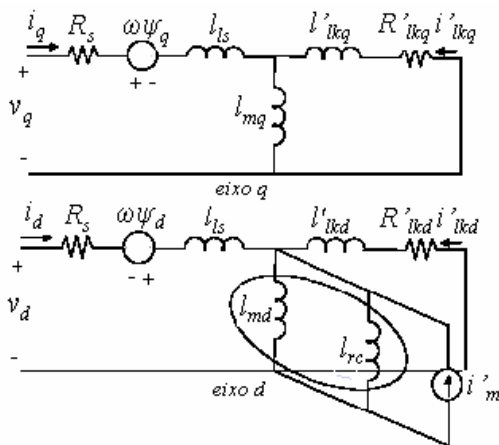 i_q R_s ωψ_q l_ls l'_lkq R'_lkq i'_lkq
+ + -
v_q l_mq
-
eixo q
i_d R_s ωψ_d l_ls l'_lkd R'_lkd i'_lkd
+ - +
v_d l_md l_rc
- i'_m
eixo d